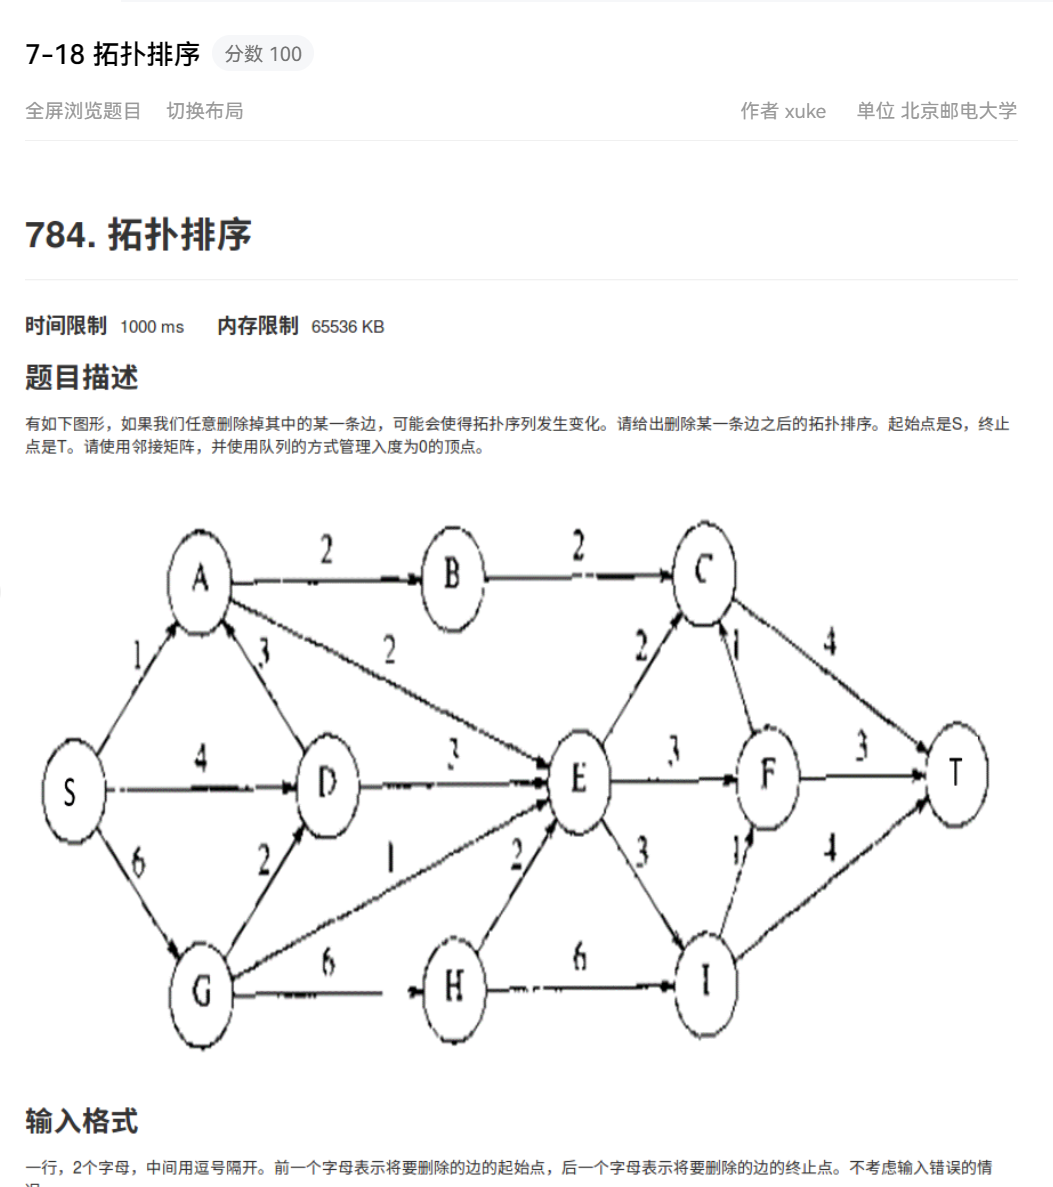 7-18 拓扑排序 分数 100
全屏浏览题目 切换布局 作者 xuke 单位 北京邮电大学
784. 拓扑排序
时间限制 1000 ms 内存限制 65536 KB
题目描述
有如下图形，如果我们任意删除掉其中的某一条边，可能会使得拓扑序列发生变化。请给出删除某一条边之后的拓扑排序。起始点是S，终止
点是T。请使用邻接矩阵，并使用队列的方式管理入度为0的顶点。
2 2
A B C
1 3 2 2 1 4
4 3 3 3
S D E F T
6 2 1 2 3 1 4
6 6
G H I
输入格式
一行，2个字母，中间用逗号隔开。前一个字母表示将要删除的边的起始点，后一个字母表示将要删除的边的终止点。不考虑输入错误的情